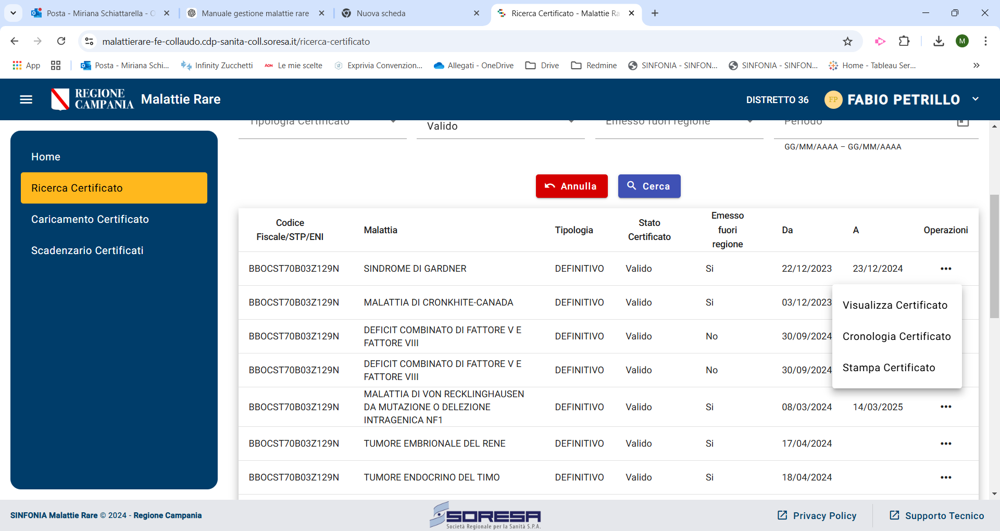 Posta - Miriana Schiattarella - O
Manuale gestione malattie rare
Nuova scheda
Ricerca Certificato - Malattie Ra
malattierare-fe-collaudo.cdp-sanita-coll.soresa.it/ricerca-certificato
M
App
Posta - Miriana Schi...
Infinity Zucchetti
AON Le mie scelte
Exprivia Convenzion...
Allegati - OneDrive
Drive
Redmine
SINFONIA - SINFON...
SINFONIA - SINFON...
Home - Tableau Ser...
REGIONE
CAMPANIA
Malattie Rare
DISTRETTO 36
FP
FABIO PETRILLO
Home
Ricerca Certificato
Caricamento Certificato
Scadenzario Certificati
Tipologia Certificato
Valido
Emesso fuori regione
Periodo
GG/MM/AAAA – GG/MM/AAAA
Annulla
Cerca
Codice
Fiscale/STP/ENI
Malattia
Tipologia
Stato
Certificato
Emesso
fuori
regione
Da
A
Operazioni
BBOCST70B03Z129N SINDROME DI GARDNER DEFINITIVO Valido Si 22/12/2023 23/12/2024
BBOCST70B03Z129N MALATTIA DI CRONKHITE-CANADA DEFINITIVO Valido Si 03/12/2023
BBOCST70B03Z129N DEFICIT COMBINATO DI FATTORE V E
FATTORE VIII DEFINITIVO Valido No 30/09/2024
BBOCST70B03Z129N DEFICIT COMBINATO DI FATTORE V E
FATTORE VIII DEFINITIVO Valido No 30/09/2024
BBOCST70B03Z129N MALATTIA DI VON RECKLINGHAUSEN
DA MUTAZIONE O DELEZIONE
INTRAGENICA NF1 DEFINITIVO Valido Si 08/03/2024 14/03/2025
BBOCST70B03Z129N TUMORE EMBRIONALE DEL RENE DEFINITIVO Valido Si 17/04/2024
BBOCST70B03Z129N TUMORE ENDOCRINO DEL TIMO DEFINITIVO Valido Si 18/04/2024
Visualizza Certificato
Cronologia Certificato
Stampa Certificato
SINFONIA Malattie Rare © 2024 - Regione Campania
SORESA
Società Regionale per la Sanità S.P.A.
Privacy Policy
Supporto Tecnico